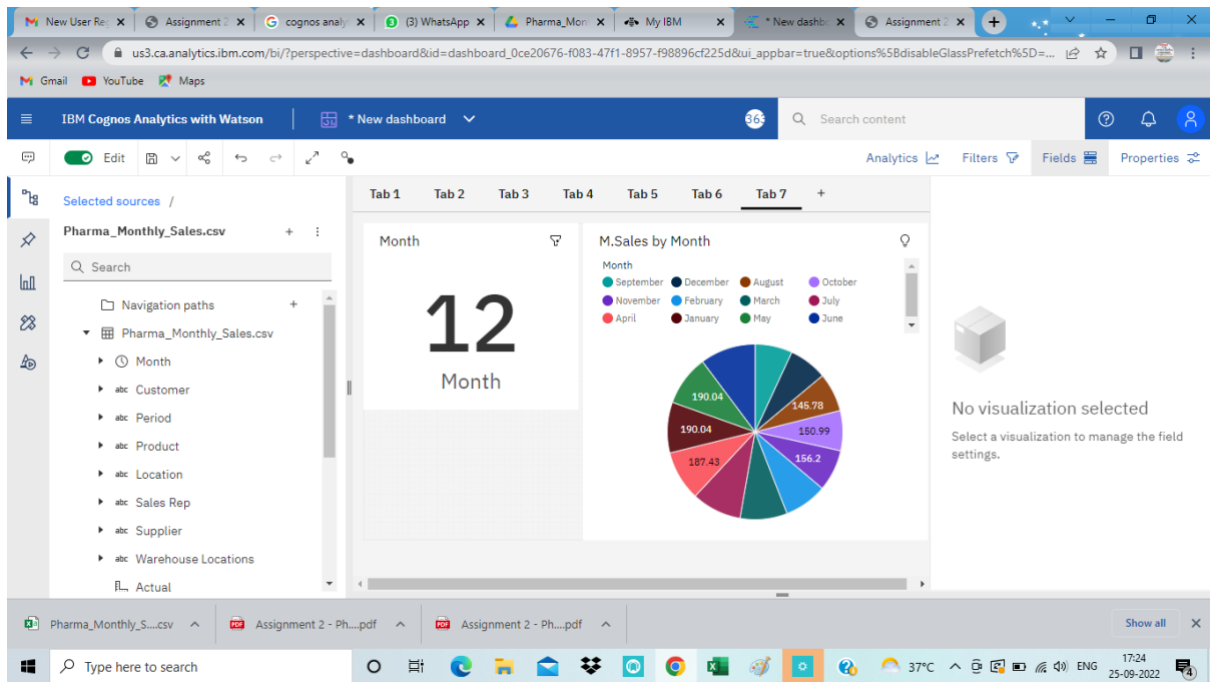 New User Re
Assignment 2
cognos analy
(3) WhatsApp
Pharma_Mon
My IBM
* New dashb
Assignment 2
us3.ca.analytics.ibm.com/bi/?perspective=dashboard&id=dashboard_0ce20676-f083-47f1-8957-f98896cf225d&ui_appbar=true&options%5BdisableGlassPrefetch%5D=...
Gmail
YouTube
Maps
IBM Cognos Analytics with Watson
* New dashboard
363
Search content
Edit
Analytics
Filters
Fields
Properties
Selected sources /
Pharma_Monthly_Sales.csv
Search
Navigation paths
Pharma_Monthly_Sales.csv
Month
abc Customer
abc Period
abc Product
abc Location
abc Sales Rep
abc Supplier
abc Warehouse Locations
Actual
Tab 1
Tab 2
Tab 3
Tab 4
Tab 5
Tab 6
Tab 7
+
Month
12
Month
M.Sales by Month
Month
September December August October
November February March July
April January May June
190.04
145.78
190.04
150.99
187.43
156.2
No visualization selected
Select a visualization to manage the field
settings.
Pharma_Monthly_S....csv
Assignment 2 - Ph....pdf
Assignment 2 - Ph....pdf
Show all
Type here to search
37°C
ENG
17:24
25-09-2022
4